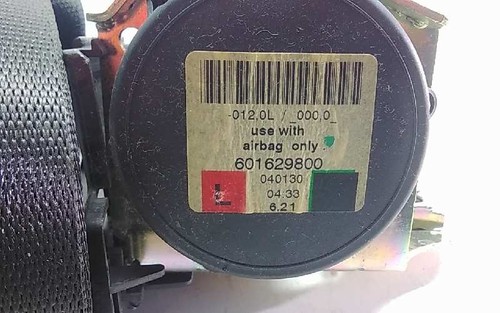 -012,0L / _000,0_
use with
airbag only
601629800
040130
L
04.33
6.21